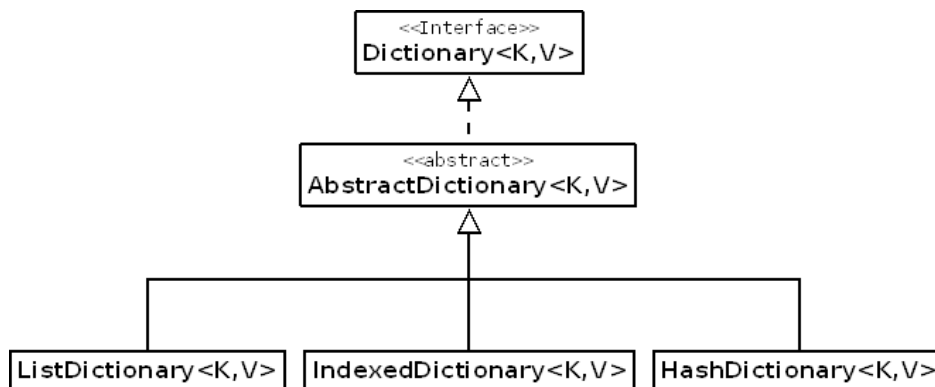 <<Interface>>
Dictionary<K,V>
<<abstract>>
AbstractDictionary<K,V>
ListDictionary<K,V>
IndexedDictionary<K,V>
HashDictionary<K,V>